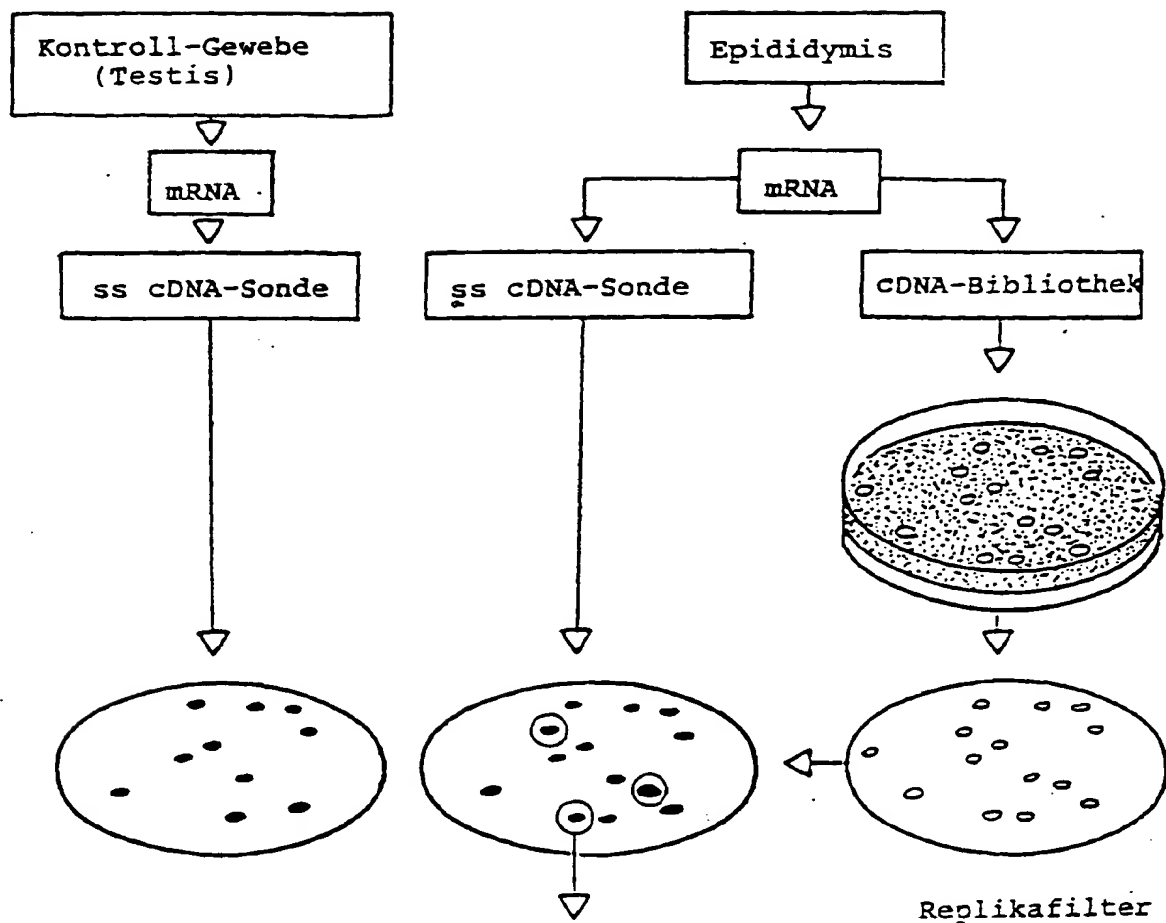 Kontroll-Gewebe
(Testis)
Epididymis
mRNA
mRNA
ss cDNA-Sonde
ss cDNA-Sonde
cDNA-Bibliothek
Replikafilter